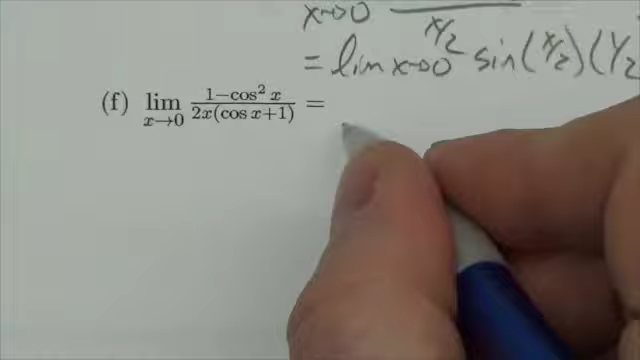 x→0
x/2
= lim x→0 sin(x/2)(1/2
(f) lim x→0 1−cos² x / 2x(cos x+1) =